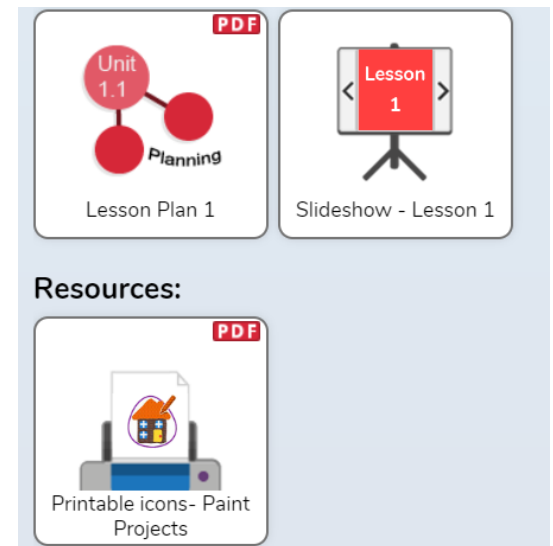 PDF
Unit
1.1
Planning
Lesson Plan 1
Lesson
1
Slideshow - Lesson 1
Resources:
PDF
Printable icons- Paint
Projects